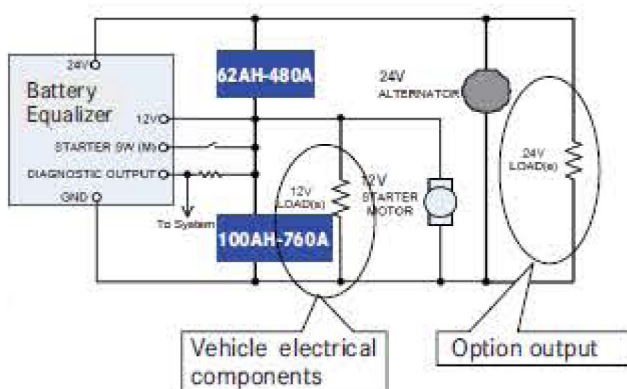 24V
Battery
Equalizer
12V
STARTER SW (M)
DIAGNOSTIC OUTPUT
GND
To System
62AH-480A
100AH-760A
12V
LOAD(s)
12V
STARTER
MOTOR
24V
ALTERNATOR
24V
LOAD(s)
Vehicle electrical
components
Option output